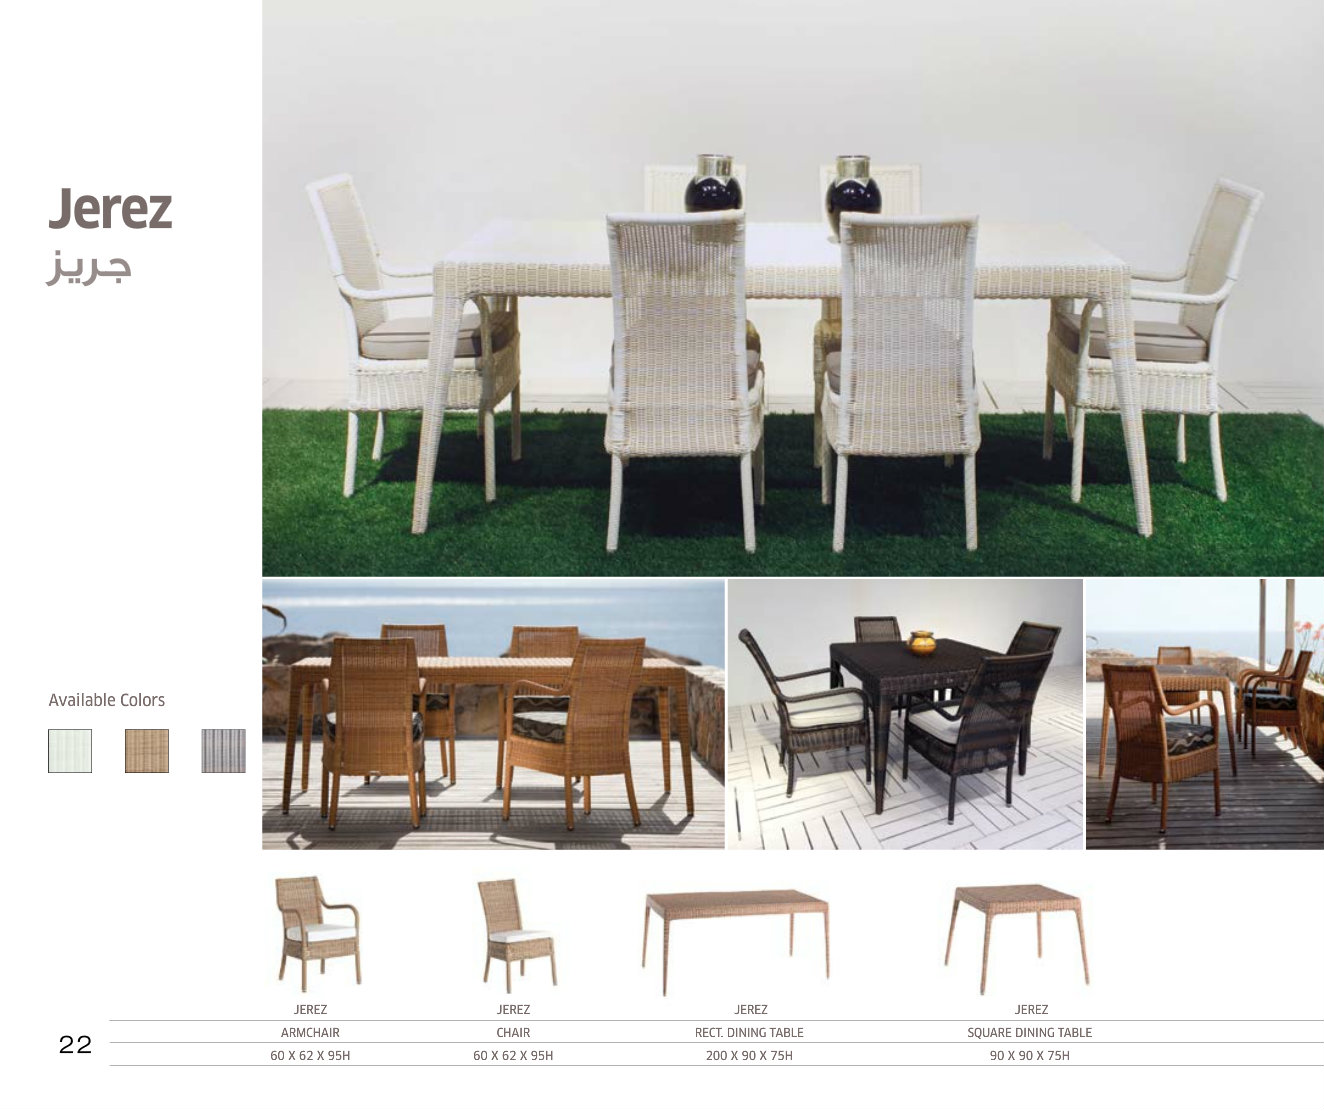 Jerez
جريز
Available Colors
JEREZ JEREZ JEREZ JEREZ
ARMCHAIR CHAIR RECT. DINING TABLE SQUARE DINING TABLE
60 X 62 X 95H 60 X 62 X 95H 200 X 90 X 75H 90 X 90 X 75H
22